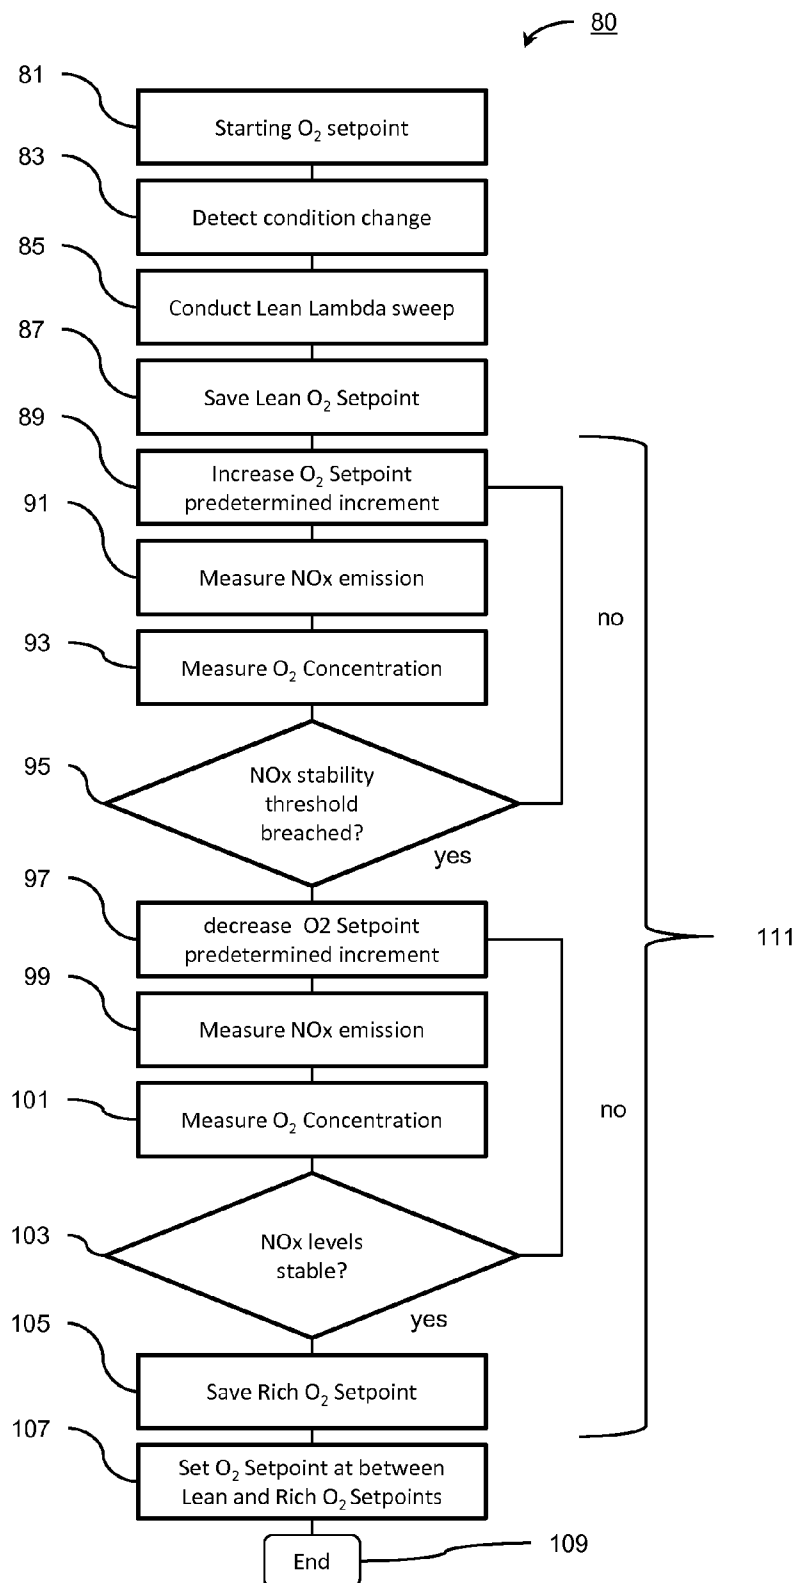 80
81
Starting O₂ setpoint
83
Detect condition change
85
Conduct Lean Lambda sweep
87
Save Lean O₂ Setpoint
89
Increase O₂ Setpoint
predetermined increment
91
Measure NOx emission
no
93
Measure O₂ Concentration
95
NOx stability
threshold
breached?
yes
97
decrease O2 Setpoint
predetermined increment
111
99
Measure NOx emission
101
Measure O₂ Concentration
no
103
NOx levels
stable?
yes
105
Save Rich O₂ Setpoint
107
Set O₂ Setpoint at between
Lean and Rich O₂ Setpoints
109
End